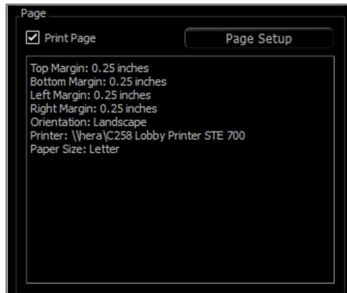 Page
Print Page
Page Setup
Top Margin: 0.25 inches
Bottom Margin: 0.25 inches
Left Margin: 0.25 inches
Right Margin: 0.25 inches
Orientation: Landscape
Printer: \\hera\C258 Lobby Printer STE 700
Paper Size: Letter